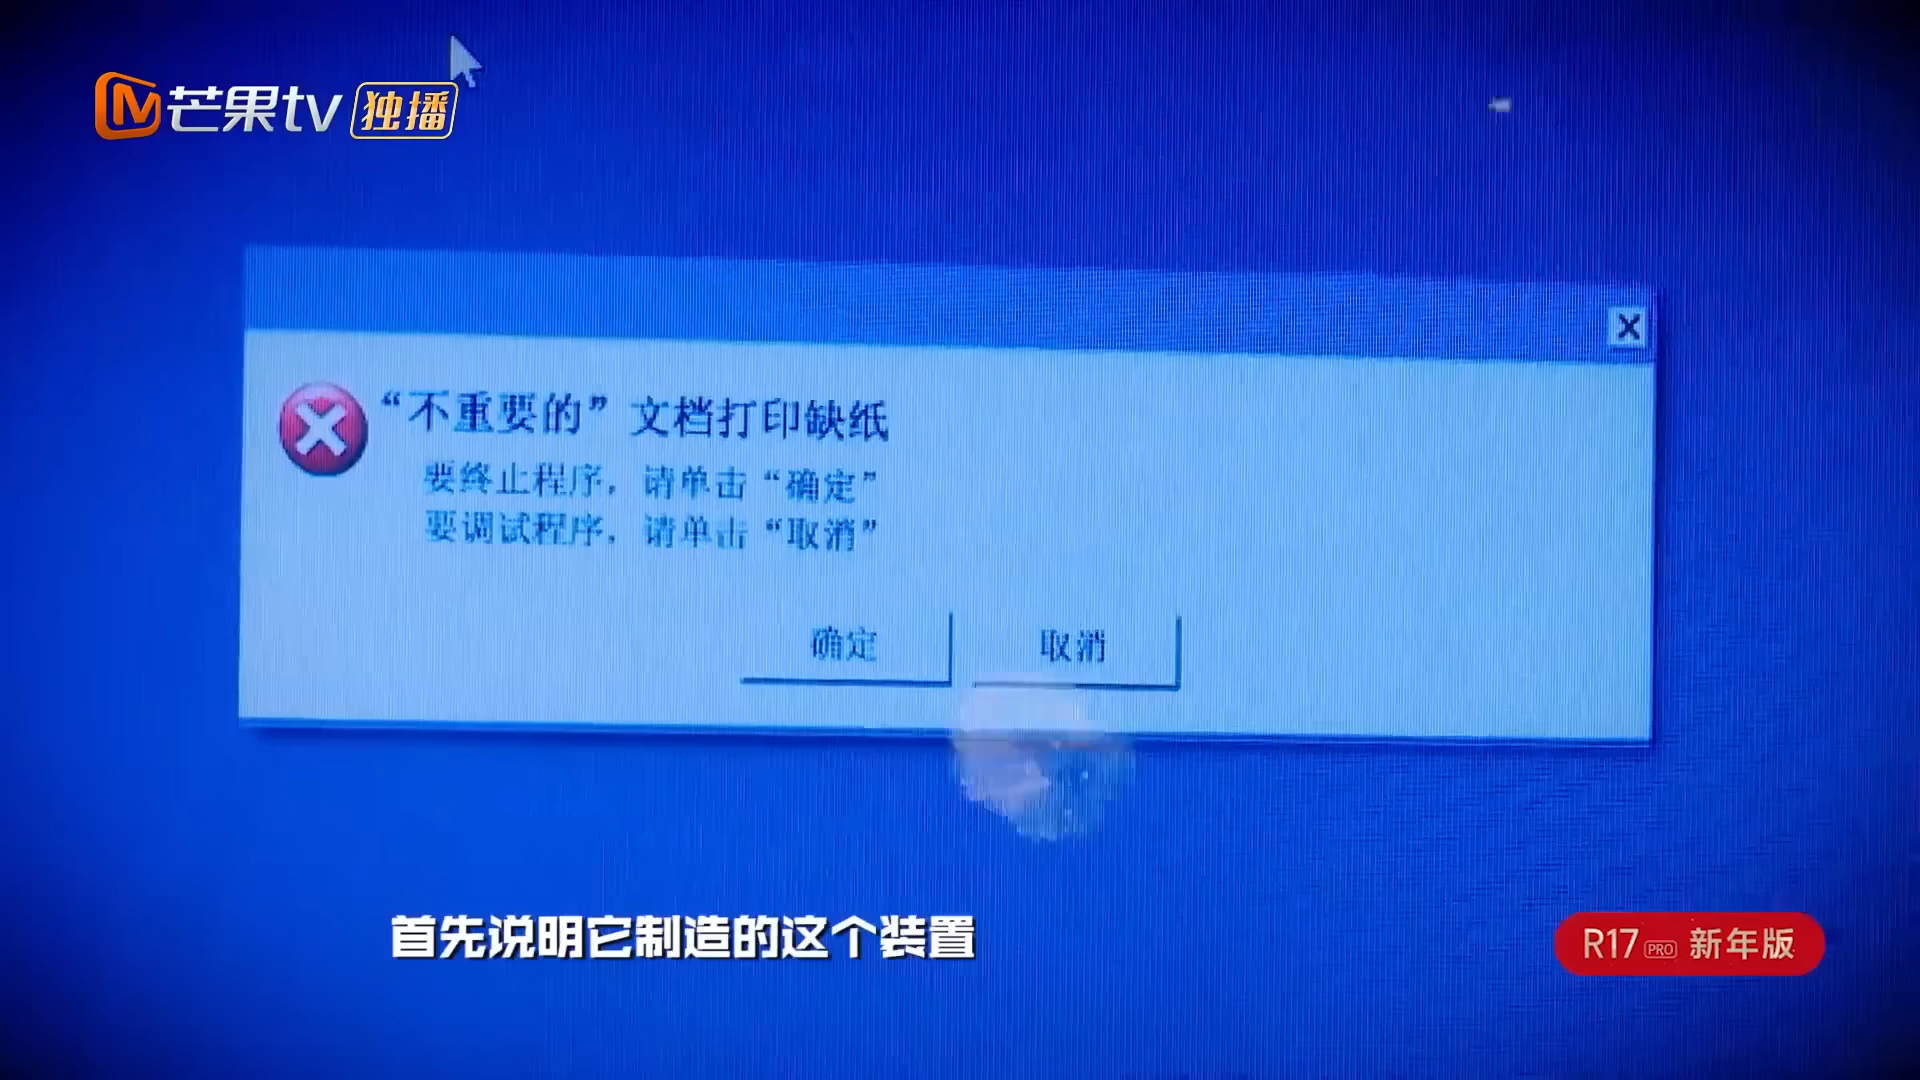 芒果tv 独播
“不重要的”文档打印缺纸
要终止程序，请单击“确定”
要调试程序，请单击“取消”
确定
取消
首先说明它制造的这个装置
R17 PRO 新年版